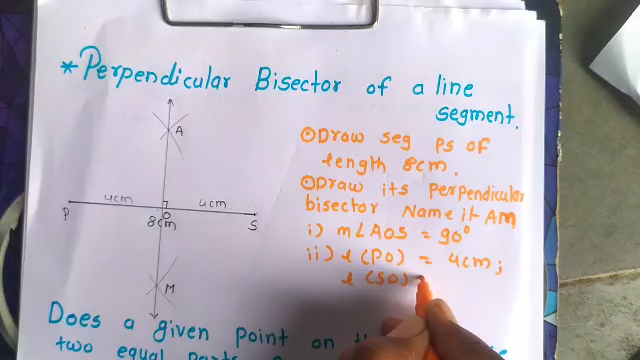 * Perpendicular Bisector of a line
segment.
A
4cm
4cm.
P
O
S
8cm
M
⊙ Draw seg PS of
length 8cm.
⊙ Draw its perpendicular
bisector Name it AM
i) m∠AOS = 90°
ii) l (PO) = 4cm;
l (SO) =
Does a given point on
two equal parts